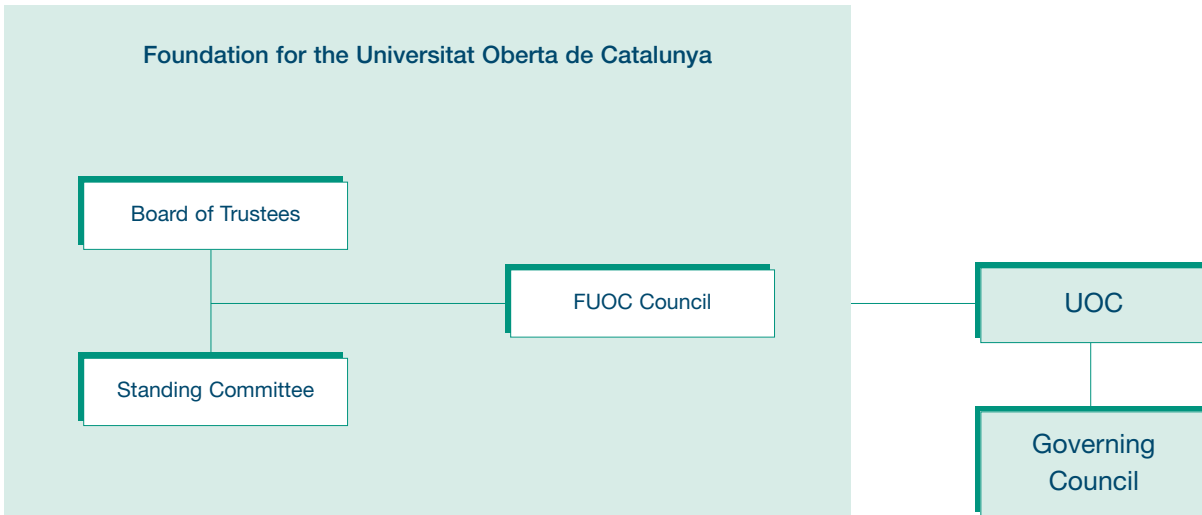 Foundation for the Universitat Oberta de Catalunya
Board of Trustees
FUOC Council
UOC
Standing Committee
Governing
Council